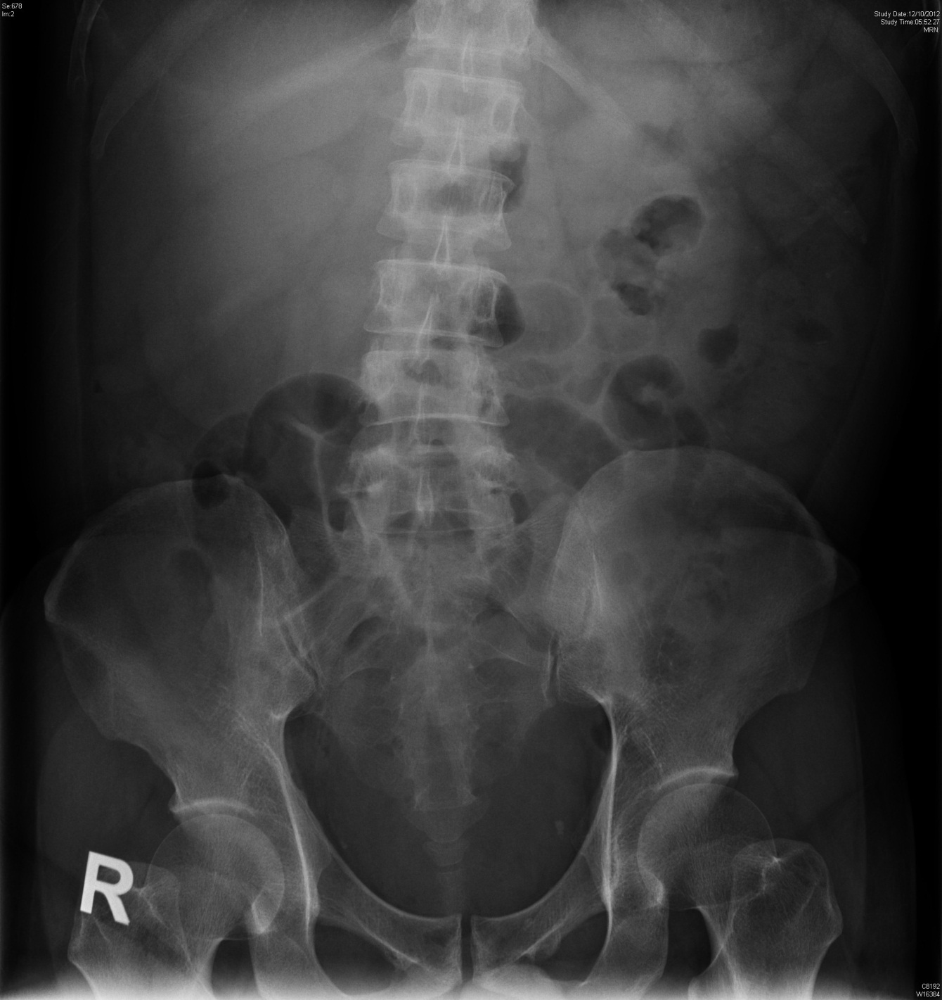 Se:678
Im:2
Study Date:12/10/2012
Study Time:05:52:27
MRN:
R
C8192
W16384